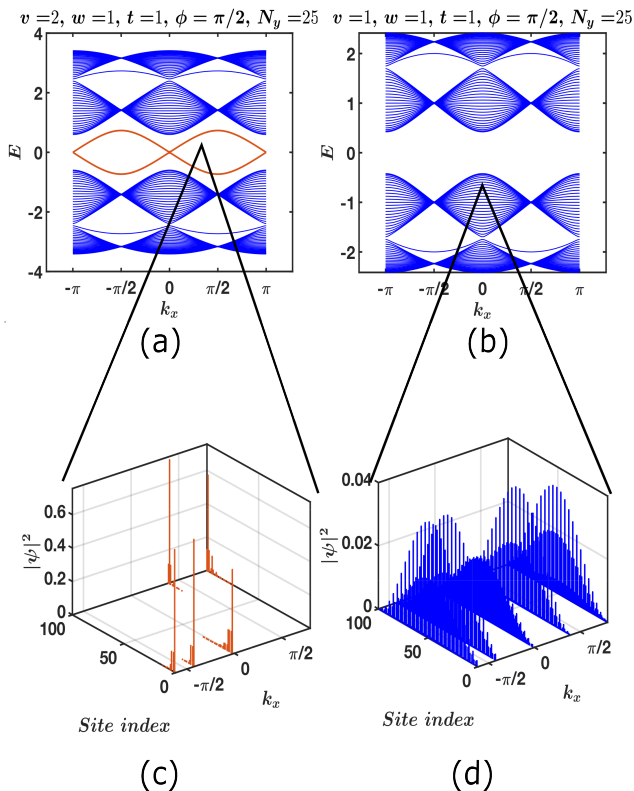 v=2, w=1, t=1, ϕ = π/2, N_y=25
v=1, w=1, t=1, ϕ = π/2, N_y=25
4
2
0
-2
-4
E
-π
-π/2
0
π/2
π
k_x
2
1
0
-1
-2
E
-π
-π/2
0
π/2
π
k_x
(a)
(b)
0.6
0.4
0.2
0
|ψ|²
100
50
0
Site index
-π/2
0
π/2
k_x
0.04
0.02
0
|ψ|²
100
50
0
Site index
-π/2
0
π/2
k_x
(c)
(d)